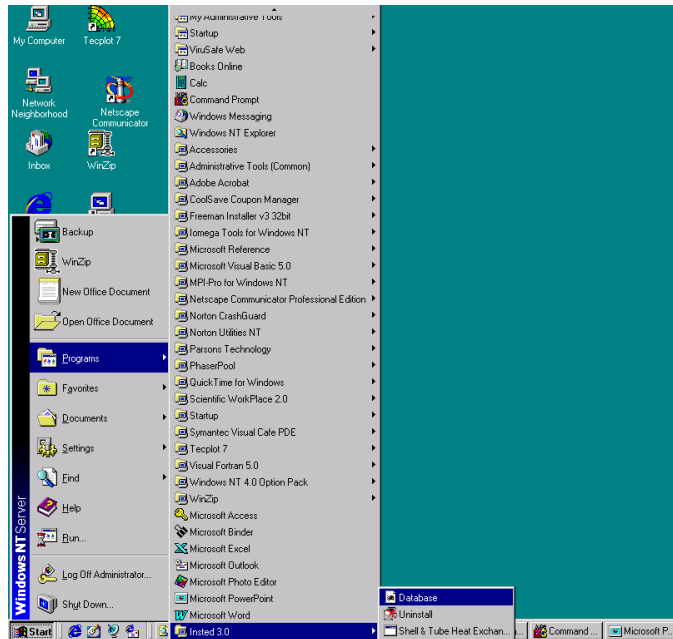 My Computer
Tecplot 7
Network
Neighborhood
Netscape
Communicator
Inbox
WinZip
Backup
WinZip
New Office Document
Open Office Document
Programs
Favorites
Documents
Settings
Find
Help
Run...
Log Off Administrator...
Shut Down...
Windows NT Server
My Administrative Tools
Startup
ViruSafe Web
Books Online
Calc
Command Prompt
Windows Messaging
Windows NT Explorer
Accessories
Administrative Tools (Common)
Adobe Acrobat
CoolSave Coupon Manager
Freeman Installer v3 32bit
Iomega Tools for Windows NT
Microsoft Reference
Microsoft Visual Basic 5.0
MPI-Pro for Windows NT
Netscape Communicator Professional Edition
Norton CrashGuard
Norton Utilities NT
Parsons Technology
PhaserPool
QuickTime for Windows
Scientific WorkPlace 2.0
Startup
Symantec Visual Cafe PDE
Tecplot 7
Visual Fortran 5.0
Windows NT 4.0 Option Pack
WinZip
Microsoft Access
Microsoft Binder
Microsoft Excel
Microsoft Outlook
Microsoft Photo Editor
Microsoft PowerPoint
Microsoft Word
Insted 3.0
Database
Uninstall
Shell & Tube Heat Exchan...
Start
Command ...
Microsoft P...